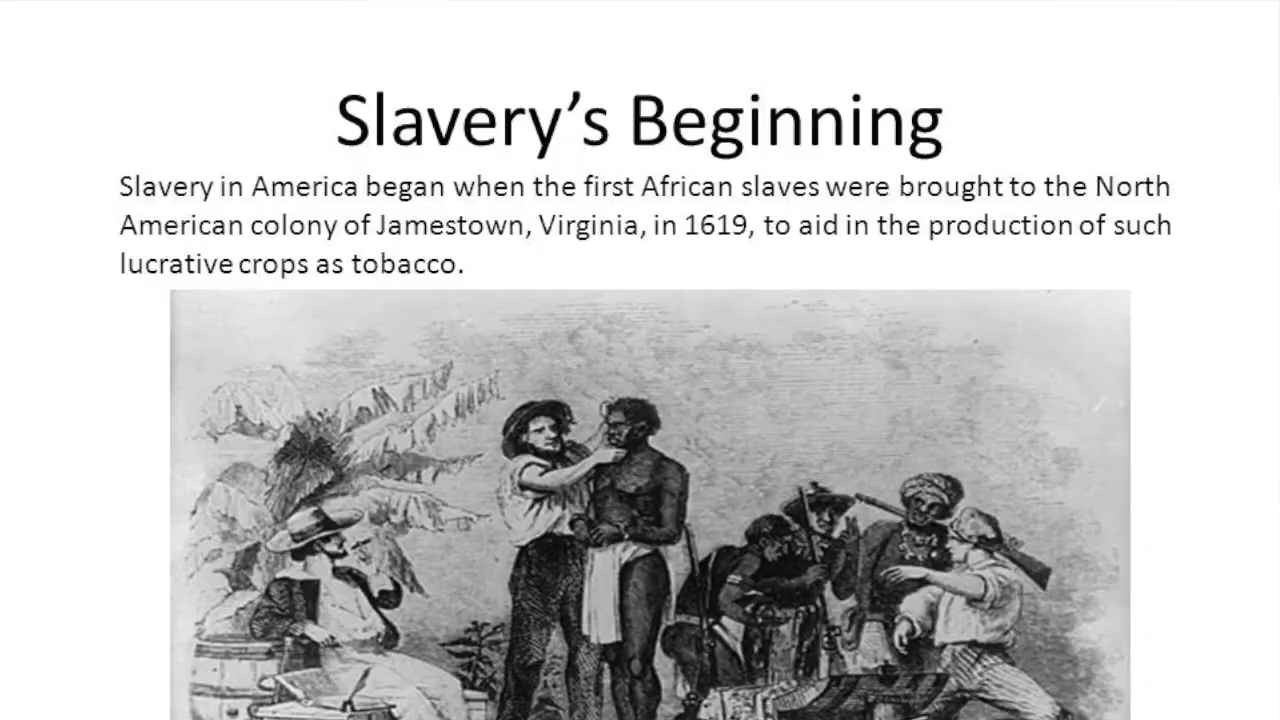 Slavery’s Beginning
Slavery in America began when the first African slaves were brought to the North
American colony of Jamestown, Virginia, in 1619, to aid in the production of such
lucrative crops as tobacco.